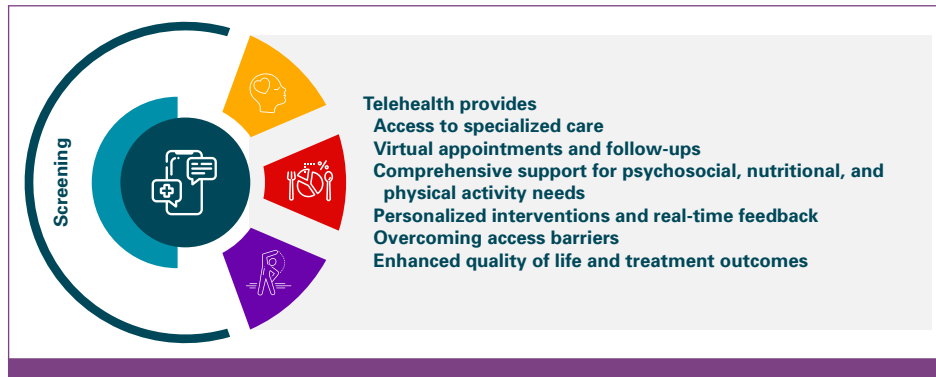 Screening
Telehealth provides
Access to specialized care
Virtual appointments and follow-ups
Comprehensive support for psychosocial, nutritional, and
physical activity needs
Personalized interventions and real-time feedback
Overcoming access barriers
Enhanced quality of life and treatment outcomes
%